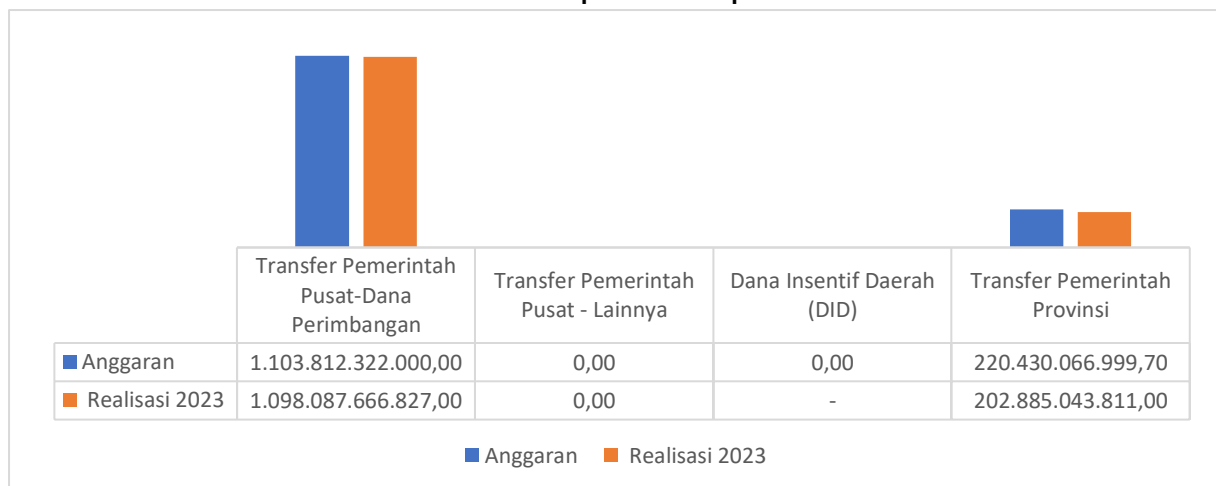 Transfer Pemerintah Pusat-Dana Perimbangan
Transfer Pemerintah Pusat - Lainnya
Dana Insentif Daerah (DID)
Transfer Pemerintah Provinsi
Anggaran 1.103.812.322.000,00 0,00 0,00 220.430.066.999,70
Realisasi 2023 1.098.087.666.827,00 0,00 - 202.885.043.811,00
Anggaran Realisasi 2023